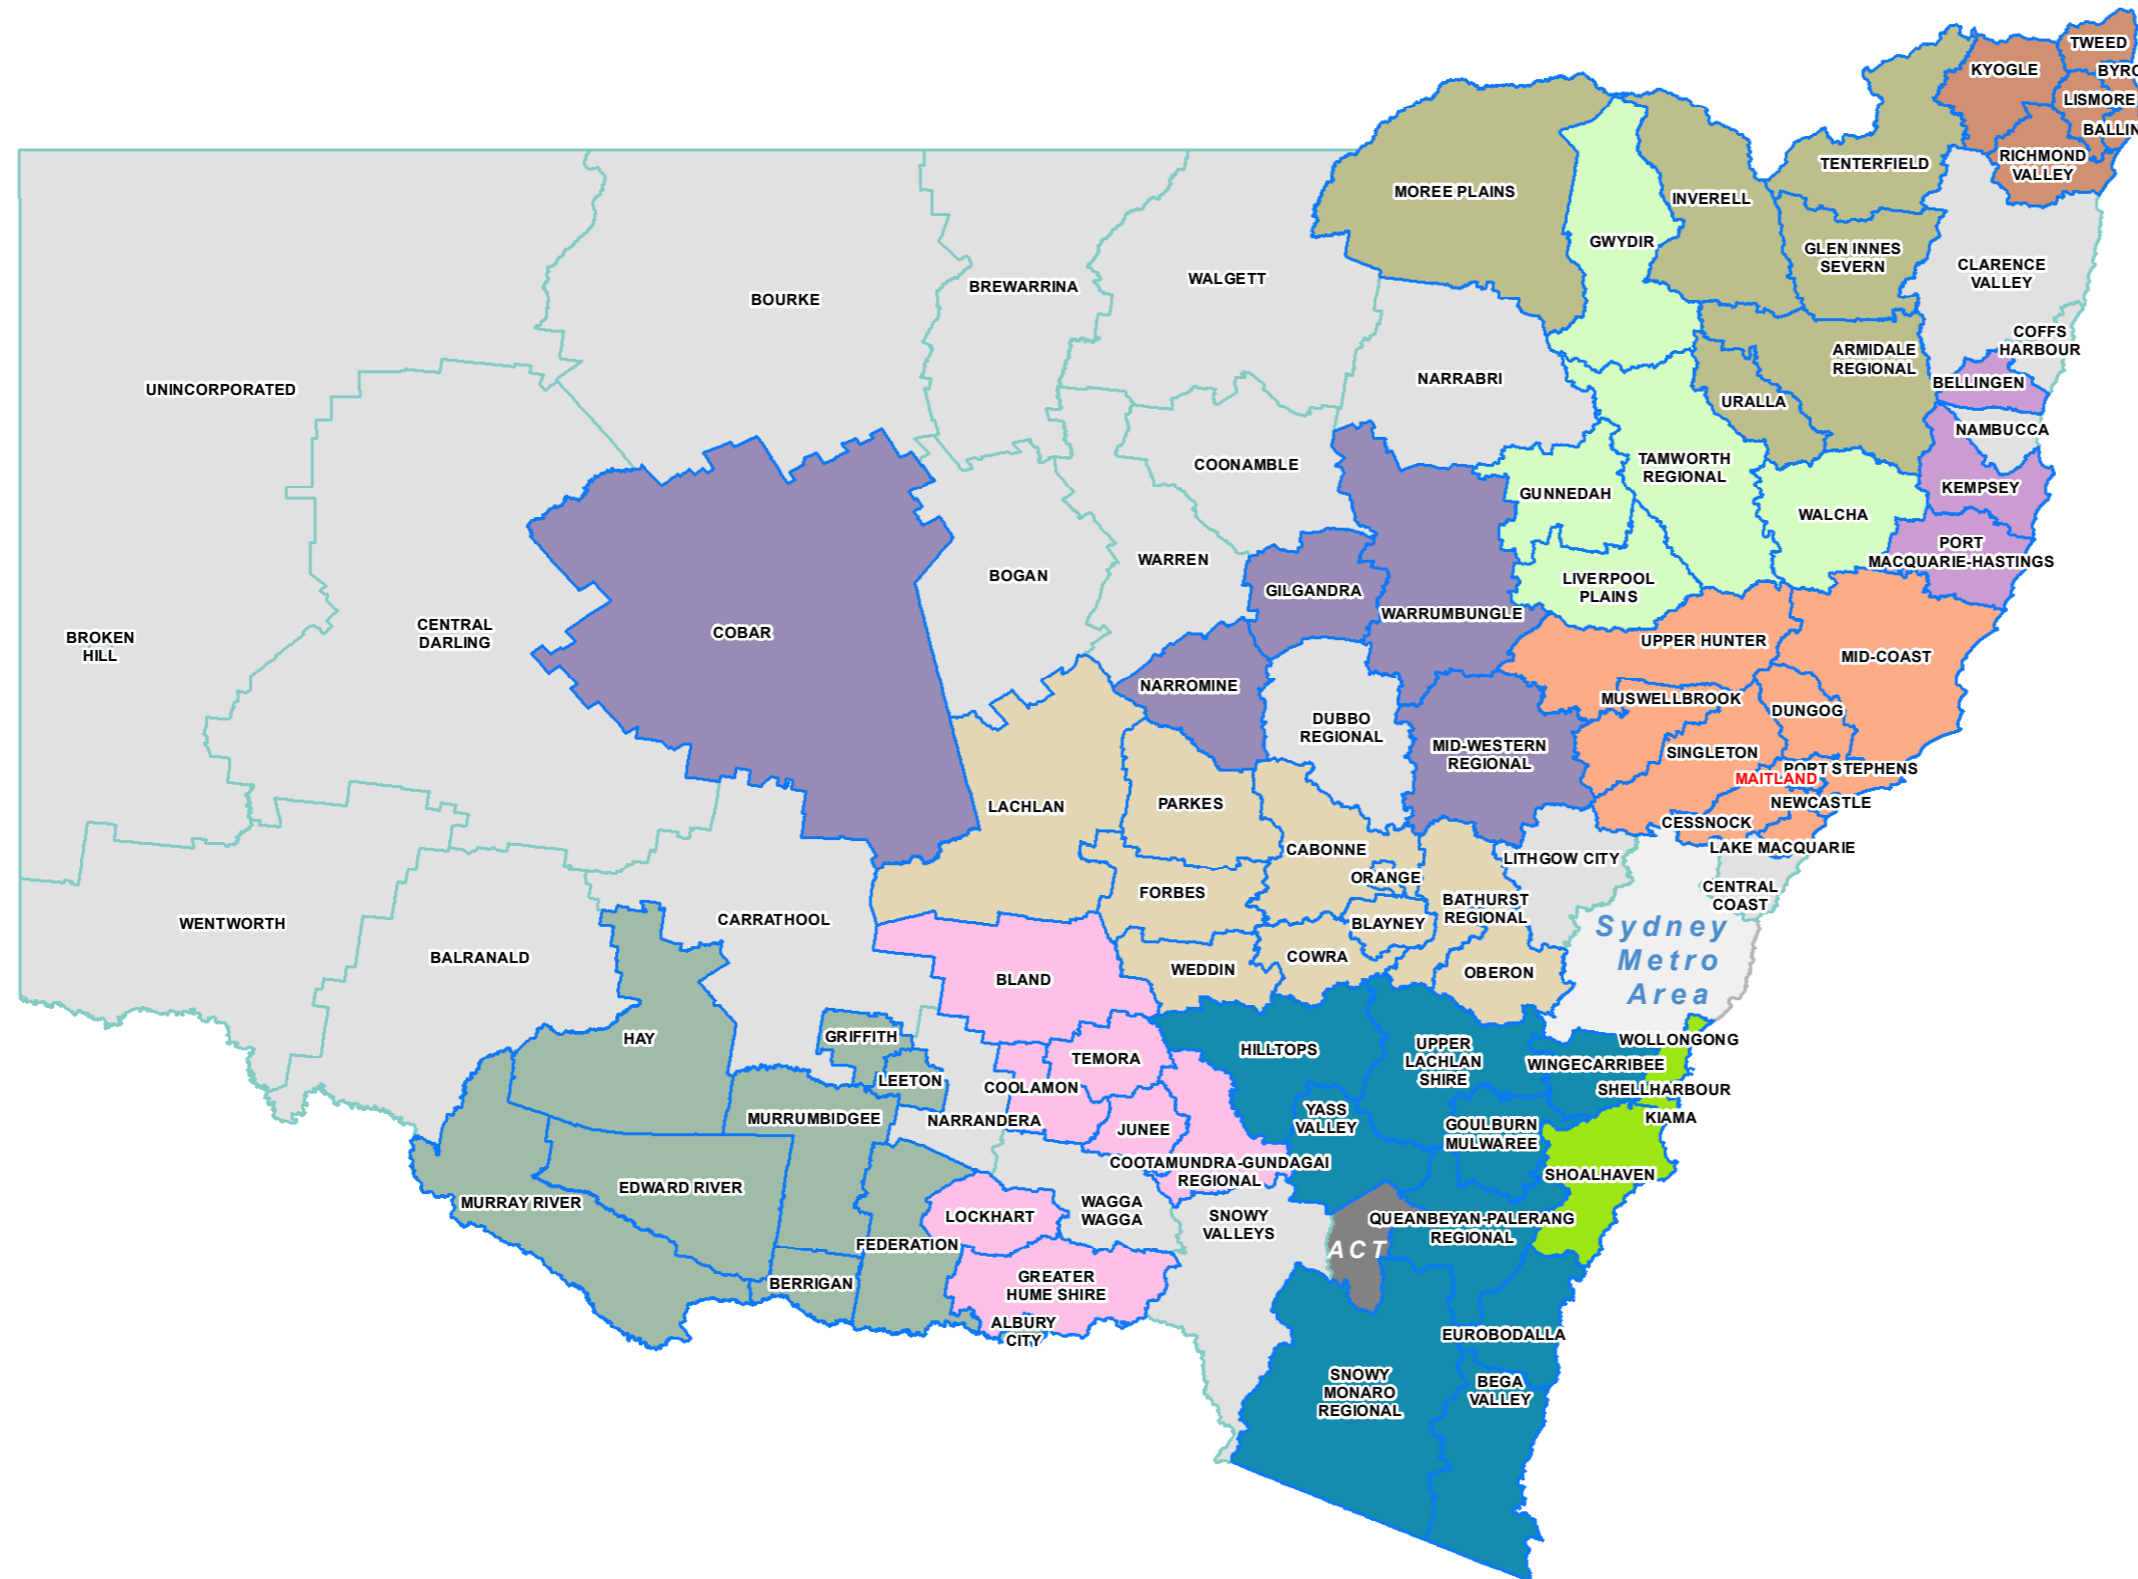 TWEED
KYOGLE
BYRO
LISMORE
BALLIN
RICHMOND
VALLEY
TENTERFIELD
MOREE PLAINS
INVERELL
GWYDIR
GLEN INNES
SEVERN
CLARENCE
VALLEY
WALGETT
BREWARRINA
BOURKE
COFFS
HARBOUR
ARMIDALE
REGIONAL
NARRABRI
BELLINGEN
UNINCORPORATED
URALLA
NAMBUCCA
COONAMBLE
TAMWORTH
REGIONAL
GUNNEDAH
KEMPSEY
WALCHA
PORT
MACQUARIE-HASTINGS
WARREN
BOGAN
LIVERPOOL
PLAINS
GILGANDRA
WARRUMBUNGLE
CENTRAL
DARLING
COBAR
BROKEN
HILL
UPPER HUNTER
MID-COAST
NARROMINE
MUSWELLBROOK
DUNGOG
DUBBO
REGIONAL
MID-WESTERN
REGIONAL
SINGLETON
PORT STEPHENS
MAITLAND
NEWCASTLE
LACHLAN
PARKES
CESSNOCK
LAKE MACQUARIE
CABONNE
LITHGOW CITY
ORANGE
FORBES
CENTRAL
COAST
BATHURST
REGIONAL
BLAYNEY
CARRATHOOL
WENTWORTH
Sydney
Metro
Area
BALRANALD
COWRA
WEDDIN
OBERON
BLAND
HAY
GRIFFITH
WOLLONGONG
HILLTOPS
UPPER
LACHLAN
SHIRE
TEMORA
WINGECARRIBEE
LEETON
COOLAMON
SHELLHARBOUR
MURRUMBIDGEE
NARRANDERA
YASS
VALLEY
KIAMA
JUNEE
GOULBURN
MULWAREE
COOTAMUNDRA-GUNDAGAI
REGIONAL
SHOALHAVEN
EDWARD RIVER
MURRAY RIVER
LOCKHART
WAGGA
WAGGA
SNOWY
VALLEYS
QUEANBEYAN-PALERANG
REGIONAL
FEDERATION
ACT
BERRIGAN
GREATER
HUME SHIRE
ALBURY
CITY
EUROBODALLA
SNOWY
MONARO
REGIONAL
BEGA
VALLEY